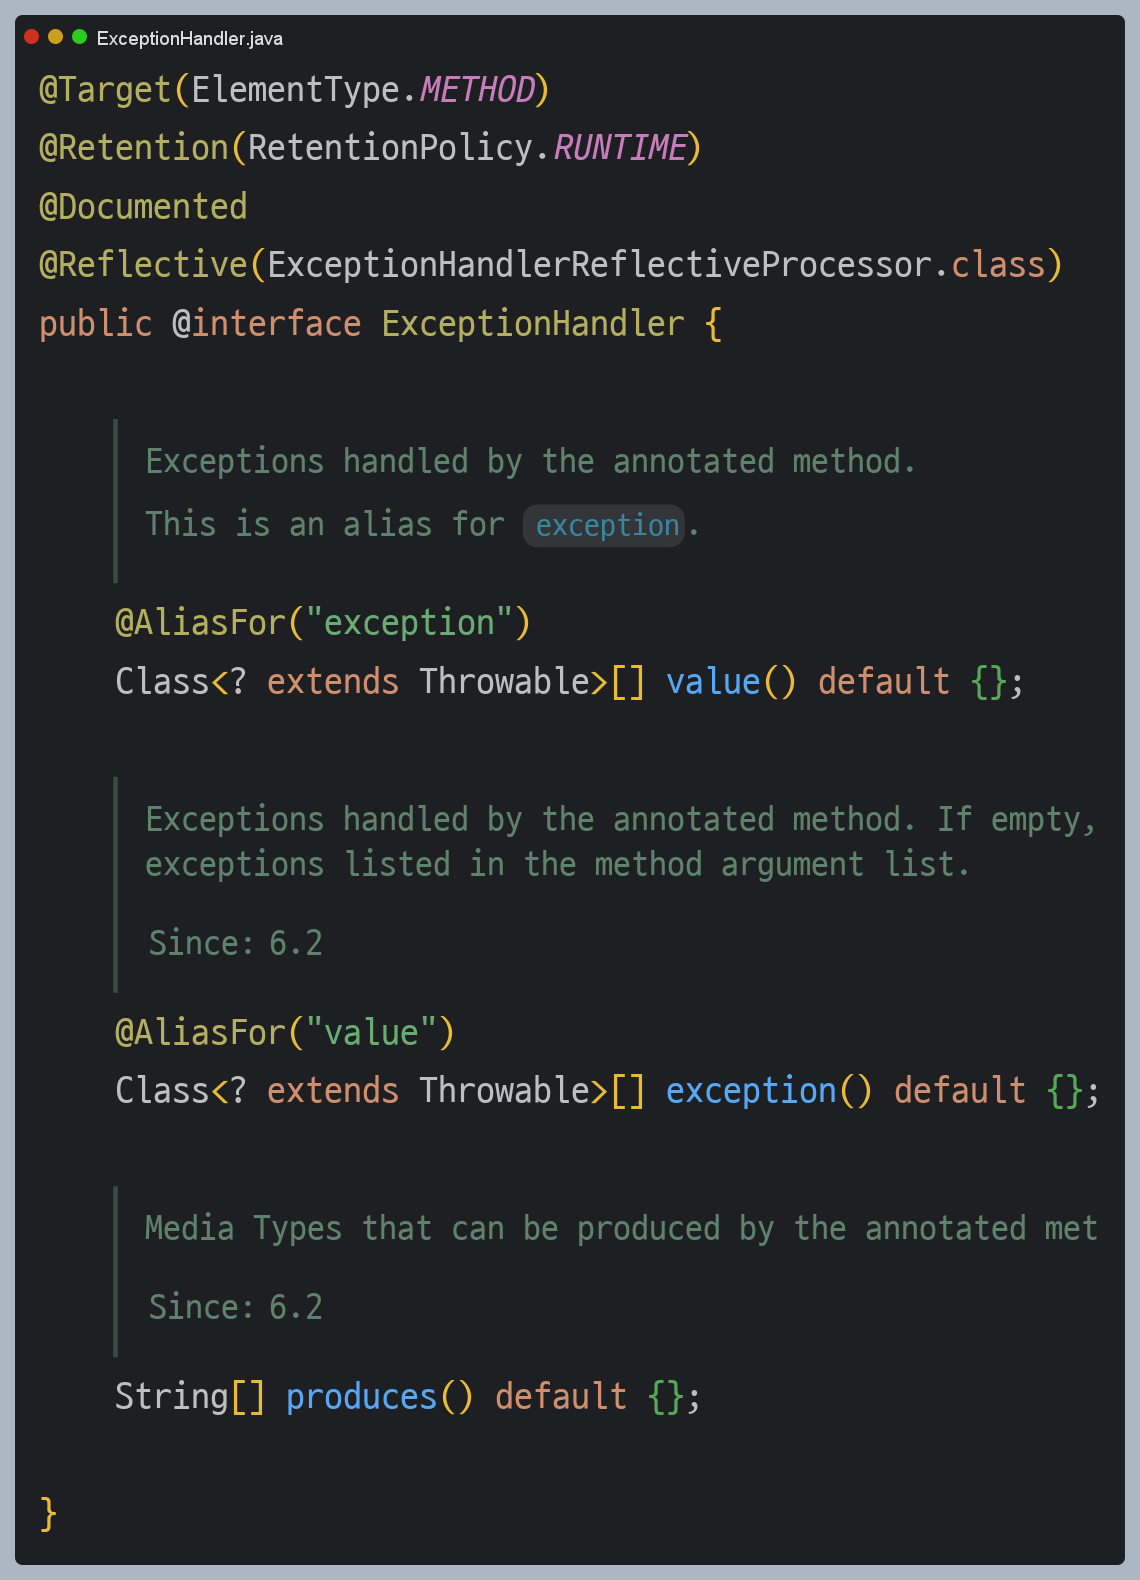 ExceptionHandler.java
@Target(ElementType.METHOD)
@Retention(RetentionPolicy.RUNTIME)
@Documented
@Reflective(ExceptionHandlerReflectiveProcessor.class)
public @interface ExceptionHandler {
Exceptions handled by the annotated method.
This is an alias for exception.
@AliasFor("exception")
Class<? extends Throwable>[] value() default {};
Exceptions handled by the annotated method. If empty,
exceptions listed in the method argument list.
Since: 6.2
@AliasFor("value")
Class<? extends Throwable>[] exception() default {};
Media Types that can be produced by the annotated met
Since: 6.2
String[] produces() default {};
}